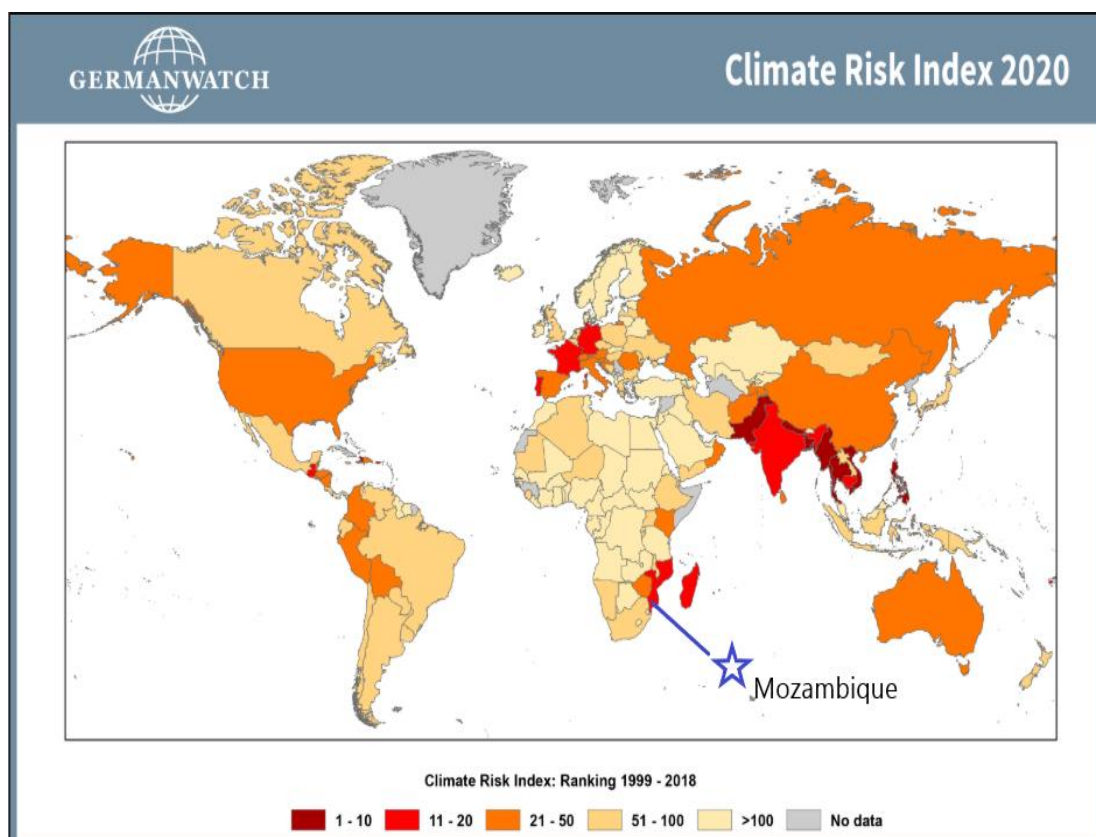 GERMANWATCH
Climate Risk Index 2020
Mozambique
Climate Risk Index: Ranking 1999 - 2018
1 - 10 11 - 20 21 - 50 51 - 100 >100 No data